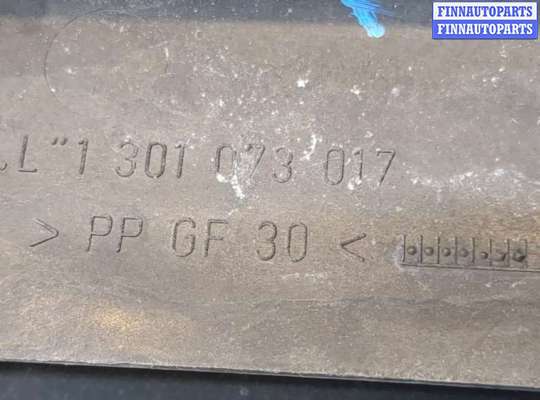 FINNAUTOPARTS
FINNAUTOPARTS
.L" 1 301 073 017
> PP GF 30 <